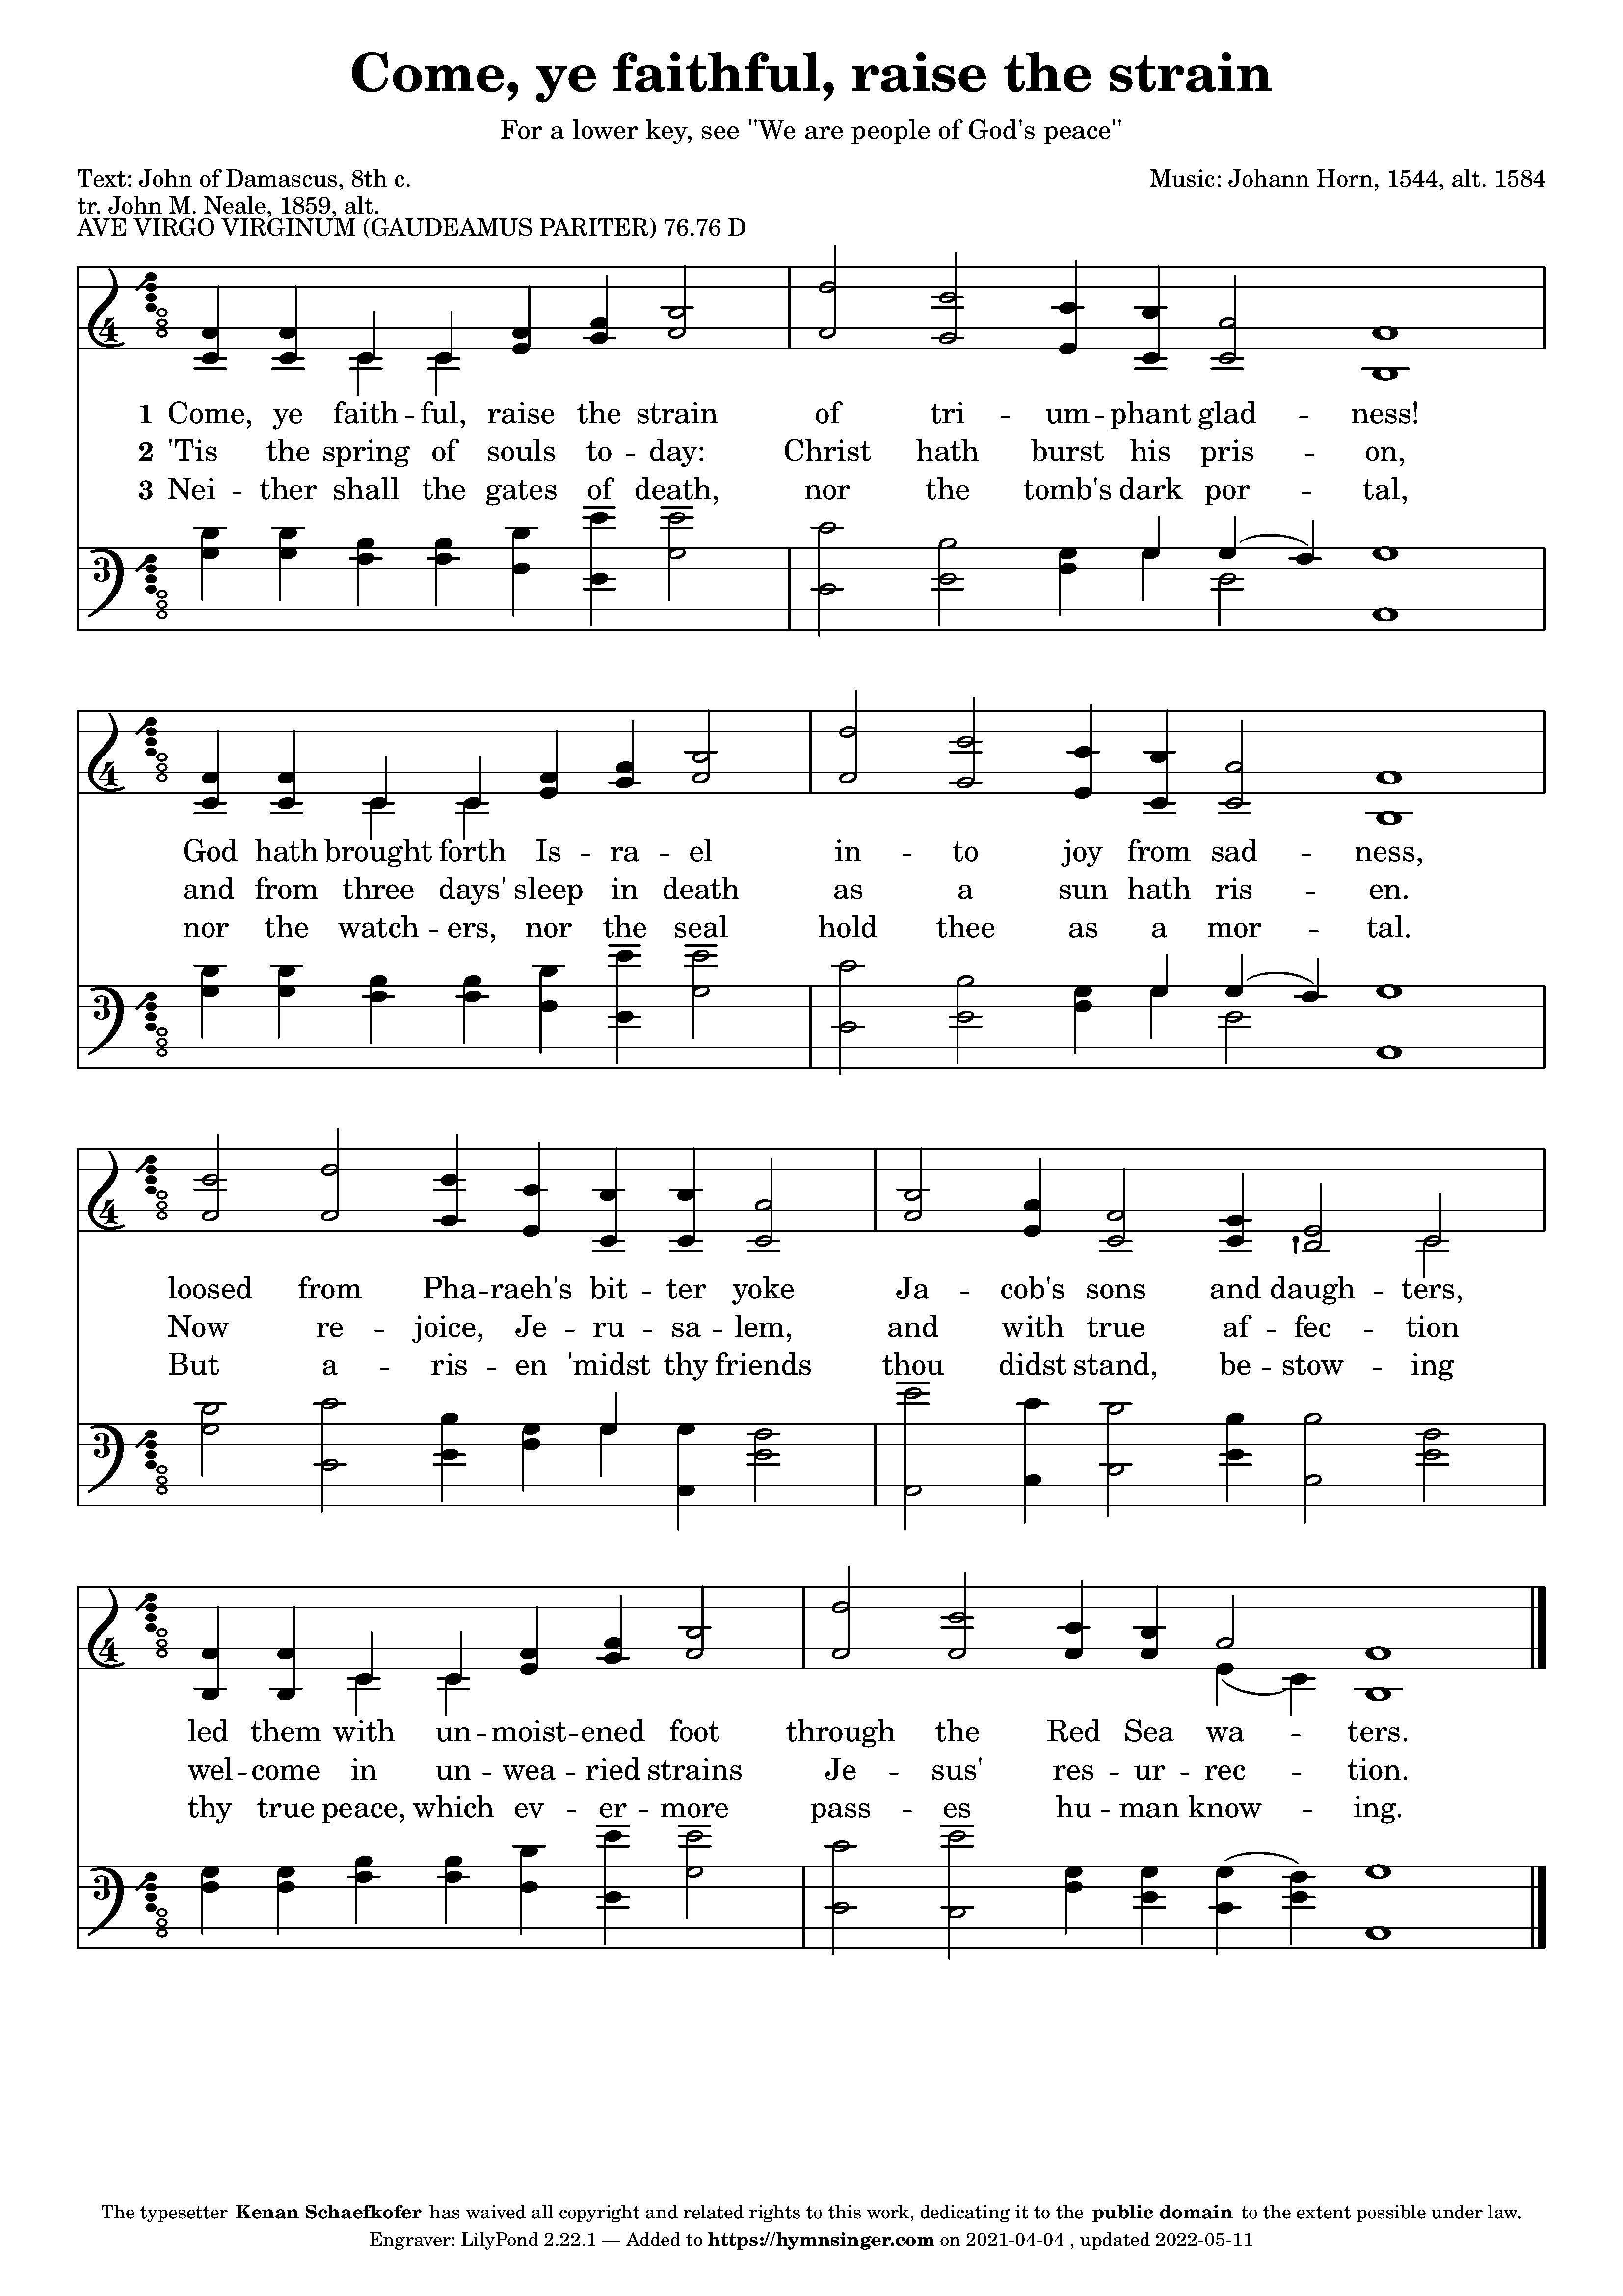 Come, ye faithful, raise the strain
For a lower key, see "We are people of God's peace"
Text: John of Damascus, 8th c.
Music: Johann Horn, 1544, alt. 1584
tr. John M. Neale, 1859, alt.
AVE VIRGO VIRGINUM (GAUDEAMUS PARITER) 76.76 D
4
1 Come, ye faith - ful, raise the strain of tri - um - phant glad - ness!
2 'Tis the spring of souls to - day: Christ hath burst his pris - on,
3 Nei - ther shall the gates of death, nor the tomb's dark por - tal,
3
4
God hath brought forth Is - ra - el in - to joy from sad - ness,
and from three days' sleep in death as a sun hath ris - en.
nor the watch - ers, nor the seal hold thee as a mor - tal.
3
4
loosed from Pha - raeh's bit - ter yoke Ja - cob's sons and daugh - ters,
Now re - joice, Je - ru - sa - lem, and with true af - fec - tion
But a - ris - en 'midst thy friends thou didst stand, be - stow - ing
3
4
led them with un - moist - ened foot through the Red Sea wa - ters.
wel - come in un - wea - ried strains Je - sus' res - ur - rec - tion.
thy true peace, which ev - er - more pass - es hu - man know - ing.
3
The typesetter Kenan Schaefkofer has waived all copyright and related rights to this work, dedicating it to the public domain to the extent possible under law.
Engraver: LilyPond 2.22.1 — Added to https://hymnsinger.com on 2021-04-04 , updated 2022-05-11